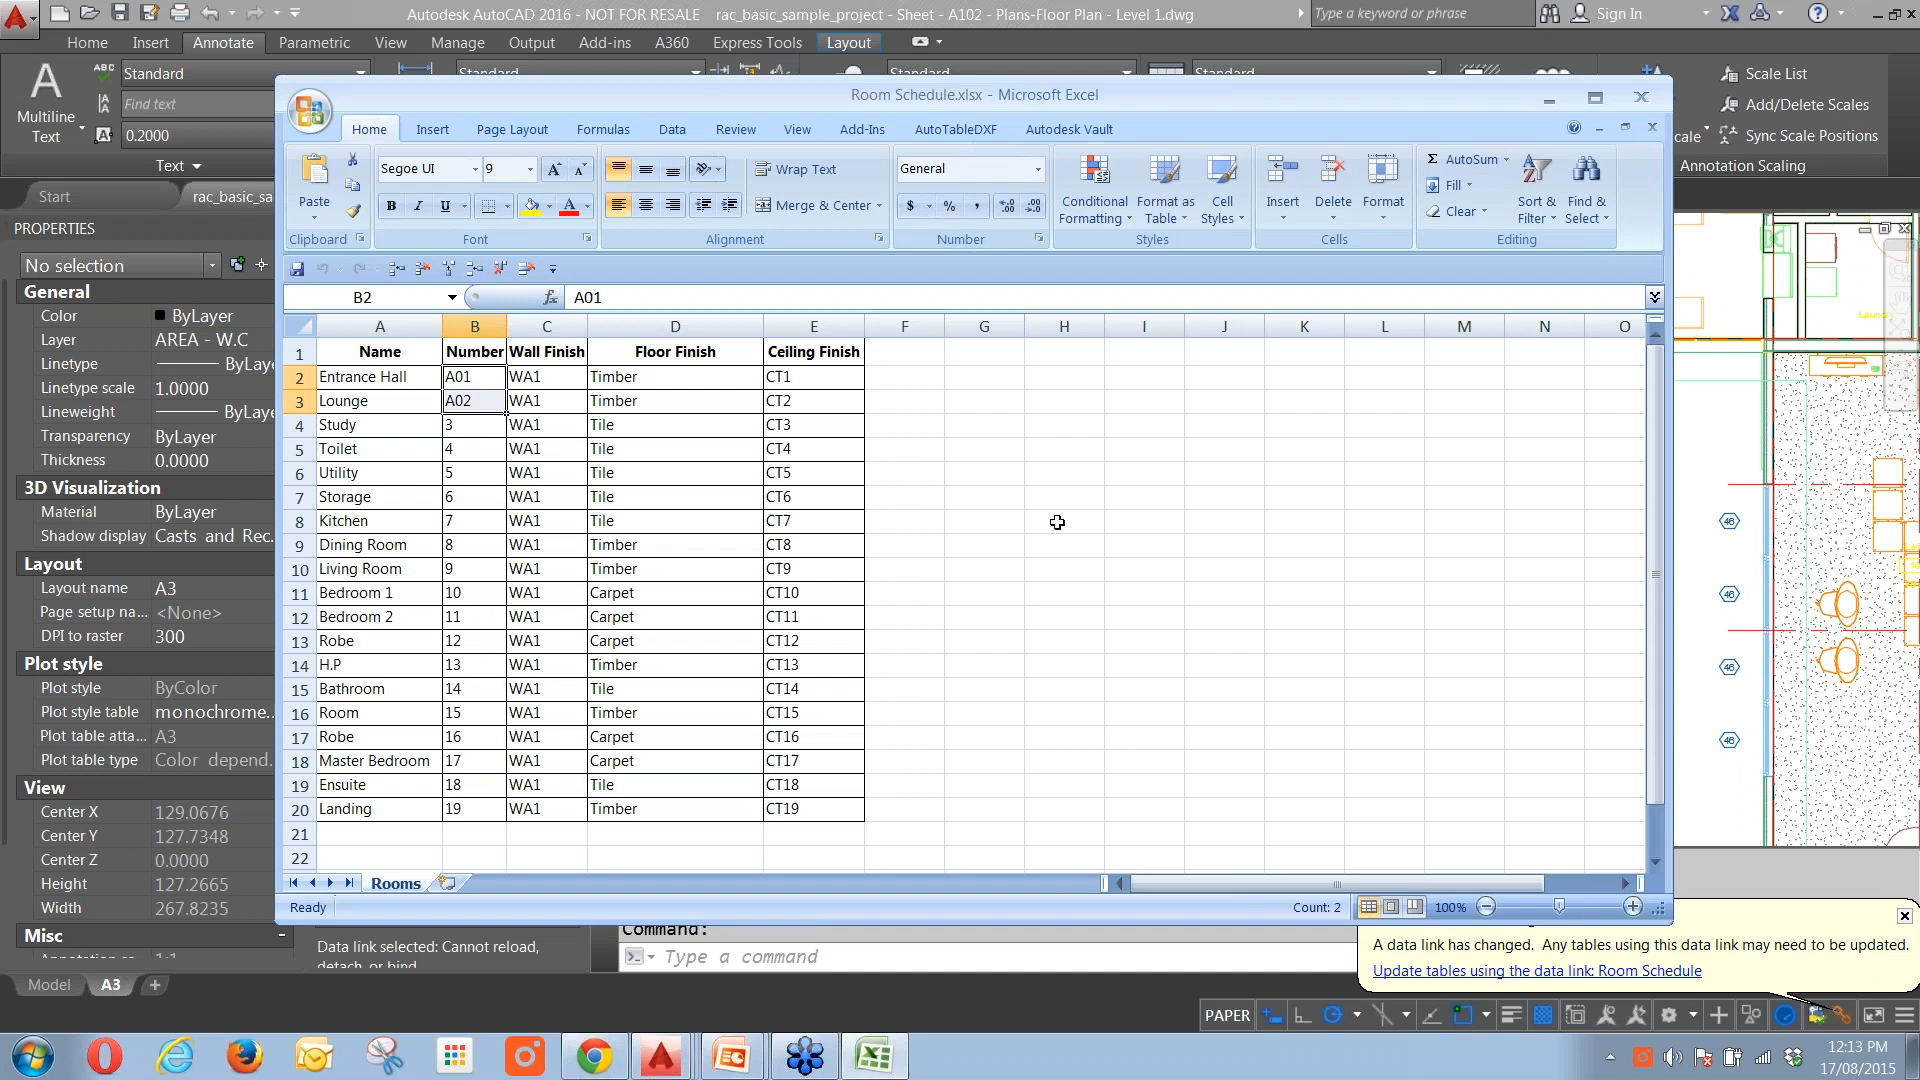 Autodesk AutoCAD 2016 - NOT FOR RESALE rac_basic_sample_project - Sheet - A102 - Plans-Floor Plan - Level 1.dwg
Type a keyword or phrase
Sign In
Home Insert Annotate Parametric View Manage Output Add-ins A360 Express Tools Layout
A ABC Standard
Standard Standard Standard
Multiline
Text
Find text
0.2000
Text
Scale List
Add/Delete Scales
Sync Scale Positions
Annotation Scaling
Start
rac_basic_sa
PROPERTIES
No selection
General
Color ByLayer
Layer AREA - W.C
Linetype ByLaye
Linetype scale 1.0000
Lineweight ByLaye
Transparency ByLayer
Thickness 0.0000
3D Visualization
Material ByLayer
Shadow display Casts and Rec...
Layout
Layout name A3
Page setup na... <None>
DPI to raster 300
Plot style
Plot style ByColor
Plot style table monochrome...
Plot table atta... A3
Plot table type Color depend...
View
Center X 129.0676
Center Y 127.7348
Center Z 0.0000
Height 127.2665
Width 267.8235
Misc
Room Schedule.xlsx - Microsoft Excel
Home Insert Page Layout Formulas Data Review View Add-Ins AutoTableDXF Autodesk Vault
Paste
Clipboard
Segoe UI 9
B I U
Font
Wrap Text
Merge & Center
Alignment
General
$ % ,
Number
Conditional
Formatting
Format as
Table
Cell
Styles
Styles
Insert Delete Format
Cells
Σ AutoSum
Fill
Clear
Sort &
Filter
Find &
Select
Editing
B2 fx A01
A B C D E F G H I J K L M N O
1 Name Number Wall Finish Floor Finish Ceiling Finish
2 Entrance Hall A01 WA1 Timber CT1
3 Lounge A02 WA1 Timber CT2
4 Study 3 WA1 Tile CT3
5 Toilet 4 WA1 Tile CT4
6 Utility 5 WA1 Tile CT5
7 Storage 6 WA1 Tile CT6
8 Kitchen 7 WA1 Tile CT7
9 Dining Room 8 WA1 Timber CT8
10 Living Room 9 WA1 Timber CT9
11 Bedroom 1 10 WA1 Carpet CT10
12 Bedroom 2 11 WA1 Carpet CT11
13 Robe 12 WA1 Carpet CT12
14 H.P 13 WA1 Timber CT13
15 Bathroom 14 WA1 Tile CT14
16 Room 15 WA1 Timber CT15
17 Robe 16 WA1 Carpet CT16
18 Master Bedroom 17 WA1 Carpet CT17
19 Ensuite 18 WA1 Tile CT18
20 Landing 19 WA1 Timber CT19
21
22
Rooms
Ready
Count: 2
100%
46
46
46
46
Data link selected: Cannot reload,
detach, or bind
Command:
Type a command
A data link has changed. Any tables using this data link may need to be updated.
Update tables using the data link: Room Schedule
Model A3 +
PAPER
12:13 PM
17/08/2015